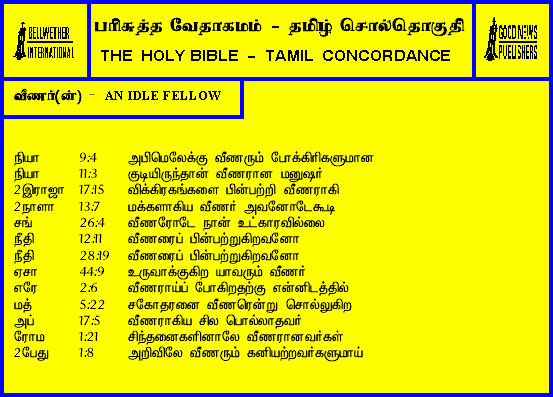 BELLWETHER
INTERNATIONAL
பரிசுத்த வேதாகமம் - தமிழ் சொல்தொகுதி
THE HOLY BIBLE - TAMIL CONCORDANCE
GOOD NEWS
PUBLISHERS
வீணர்(ன்) - AN IDLE FELLOW
நியா 9:4 அபிமெலேக்கு வீணரும் போக்கிரிகளுமான
நியா 11:3 குடியிருந்தான் வீணரான மனுஷர்
2இராஜா 17:15 விக்கிரகங்களை பின்பற்றி வீணராகி
2நாளா 13:7 மக்களாகிய வீணர் அவனோடேகூடி
சங் 26:4 வீணரோடே நான் உட்காரவில்லை
நீதி 12:11 வீணரைப் பின்பற்றுகிறவனோ
நீதி 28:19 வீணரைப் பின்பற்றுகிறவனோ
ஏசா 44:9 உருவாக்குகிற யாவரும் வீணர்
எரே 2:6 வீணராய்ப் போகிறதற்கு என்னிடத்தில்
மத் 5:22 சகோதரனை வீணரென்று சொல்லுகிற
அப் 17:5 வீணராகிய சில பொல்லாதவர்
ரோம 1:21 சிந்தனைகளினாலே வீணரானவர்கள்
2பேது 1:8 அறிவிலே வீணரும் கனியற்றவர்களுமாய்